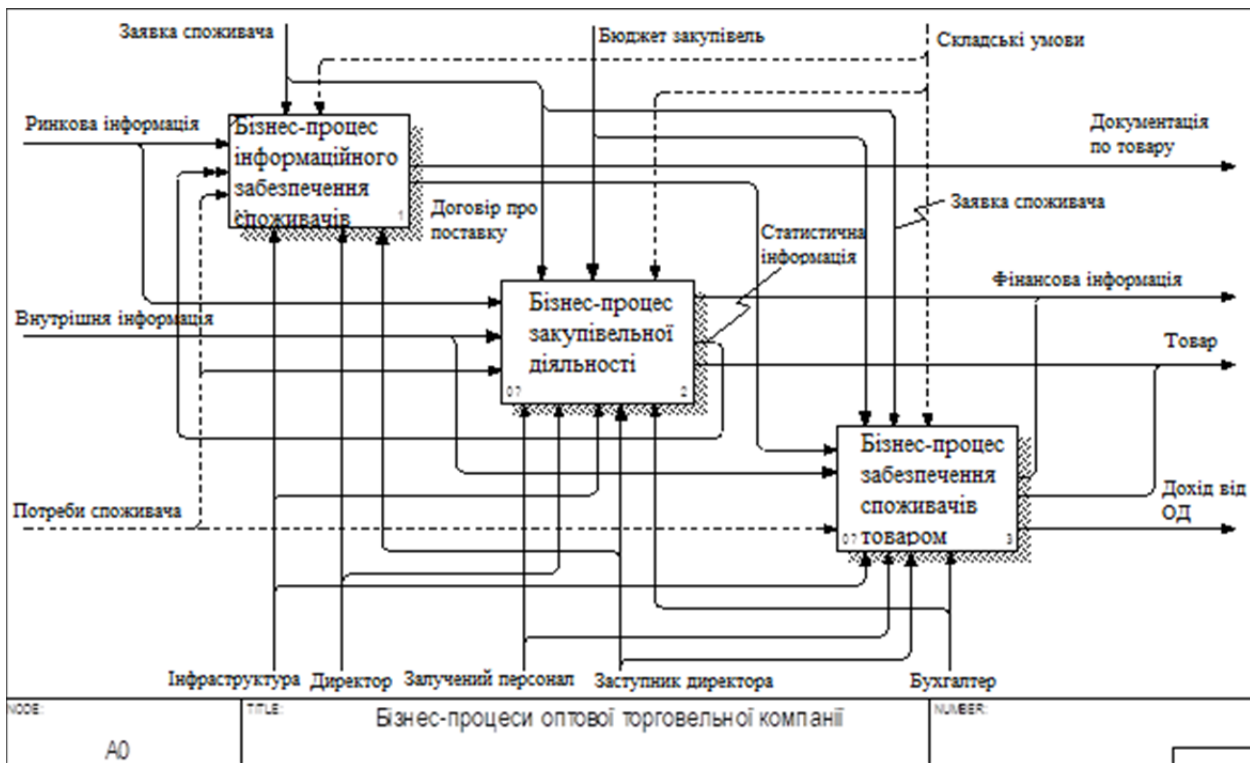 Заявка споживача
Бюджет закупівель
Складські умови
Ринкова інформація
Бізнес-процес
інформаційного
забезпечення
споживачів
1
Документація
по товару
Договір про
поставку
Заявка споживача
Статистична
інформація
Бізнес-процес
закупівельної
діяльності
0?
2
Фінансова інформація
Внутрішня інформація
Товар
Бізнес-процес
забезпечення
споживачів
товаром
0?
3
Потреби споживача
Дохід від
ОД
Інфраструктура
Директор
Залучений персонал
Заступник директора
Бухгалтер
NODE:
TITLE:
Бізнес-процеси оптової торговельної компанії
NUMBER:
A0